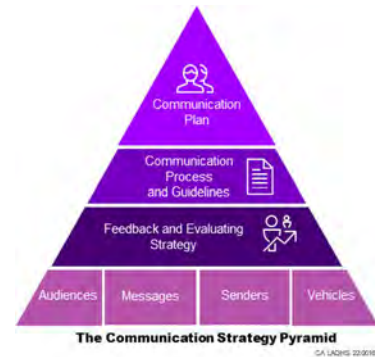 Communication
Plan
Communication
Process
and Guidelines
Feedback and Evaluating
Strategy
Audiences
Messages
Senders
Vehicles
The Communication Strategy Pyramid